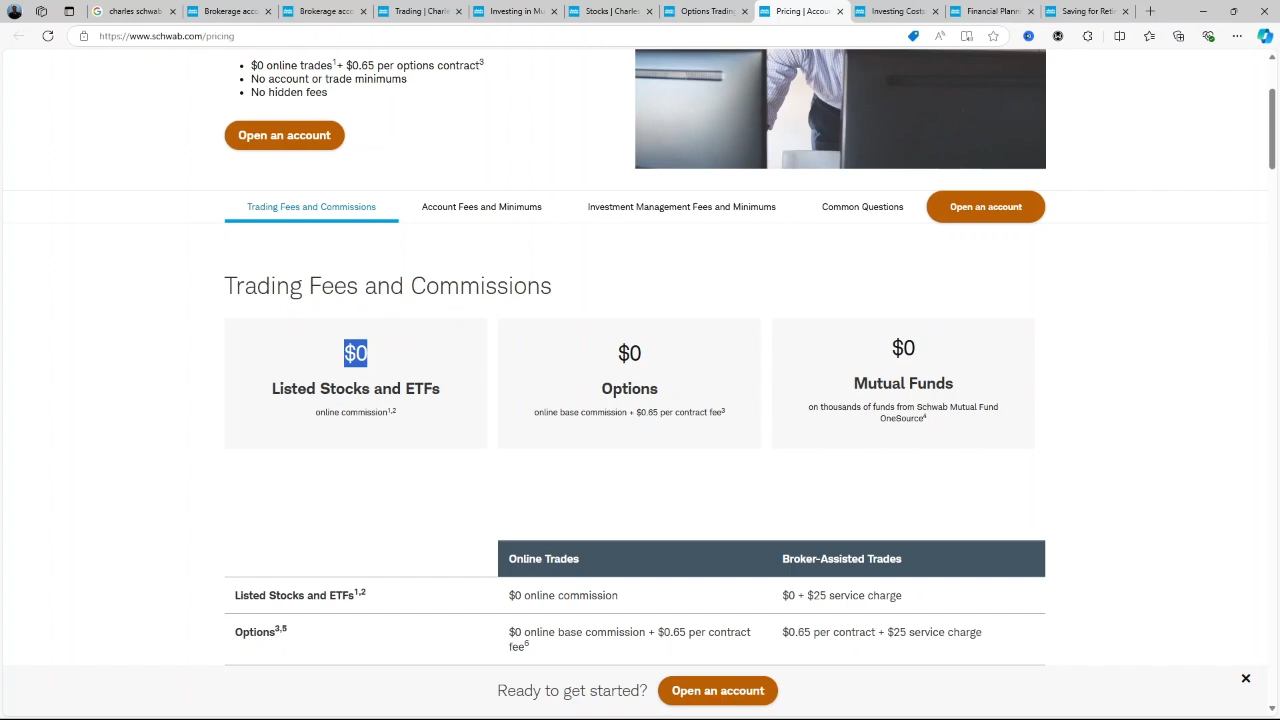 charles schwab
Brokerage acc
Brokerage acc
Trading | Ch
Investing in Mu
Stocks | Charles
Options Trading
Pricing | Accou
Investing Costs
Financial Plan
Saving for Retir
https://www.schwab.com/pricing
$0 online trades1+ $0.65 per options contract3
No account or trade minimums
No hidden fees
Open an account
Trading Fees and Commissions
Account Fees and Minimums
Investment Management Fees and Minimums
Common Questions
Open an account
Trading Fees and Commissions
$0
Listed Stocks and ETFs
online commission1,2
$0
Options
online base commission + $0.65 per contract fee3
$0
Mutual Funds
on thousands of funds from Schwab Mutual Fund
OneSource4
Online Trades
Broker-Assisted Trades
Listed Stocks and ETFs1,2
$0 online commission
$0 + $25 service charge
Options3,5
$0 online base commission + $0.65 per contract
fee6
$0.65 per contract + $25 service charge
Ready to get started?
Open an account